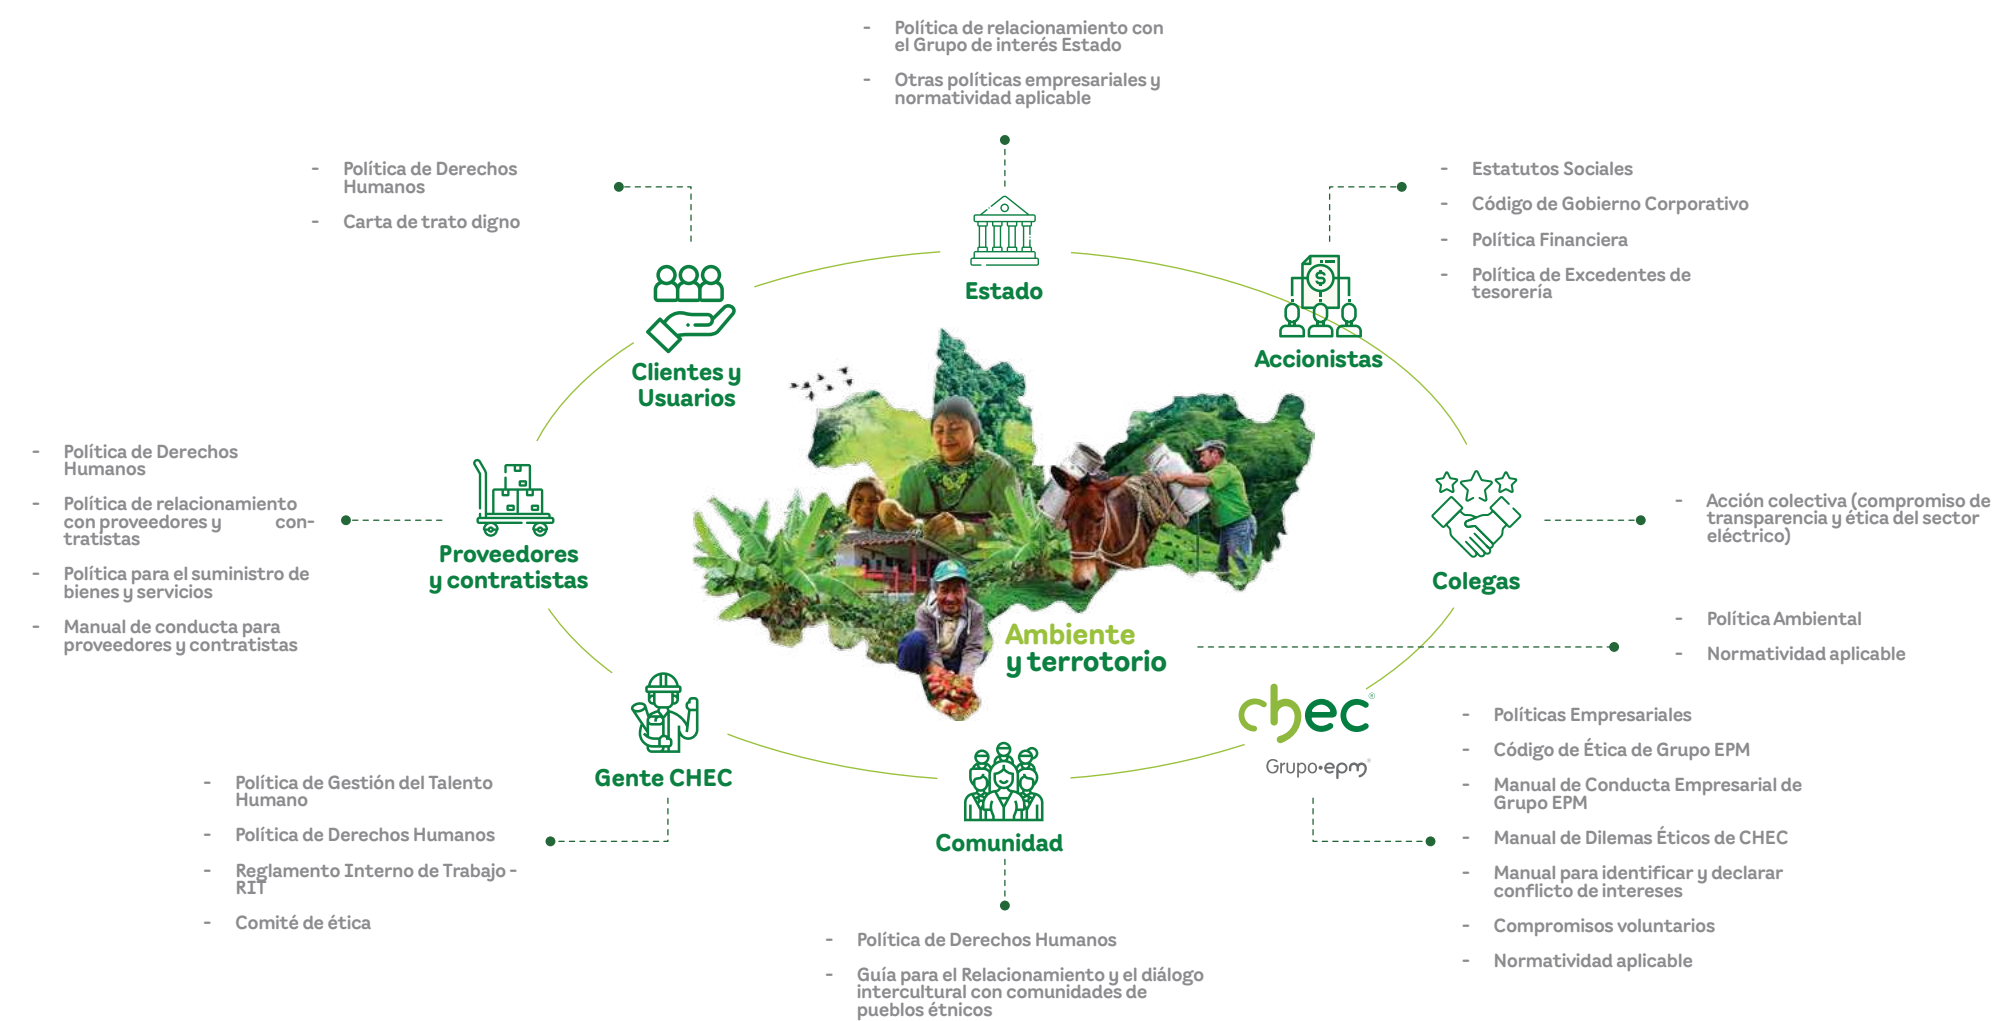 - Política de relacionamiento con
el Grupo de interés Estado
- Otras políticas empresariales y
normatividad aplicable
- Política de Derechos
Humanos
- Carta de trato digno
- Estatutos Sociales
- Código de Gobierno Corporativo
- Política Financiera
- Política de Excedentes de
tesorería
Estado
Accionistas
Clientes y
Usuarios
- Política de Derechos
Humanos
- Política de relacionamiento
con proveedores y con-
tratistas
- Política para el suministro de
bienes y servicios
- Manual de conducta para
proveedores y contratistas
Proveedores
y contratistas
Colegas
- Acción colectiva (compromiso de
transparencia y ética del sector
eléctrico)
Ambiente
y terrotorio
- Política Ambiental
- Normatividad aplicable
chec®
Grupo·epm®
- Políticas Empresariales
- Código de Ética de Grupo EPM
- Manual de Conducta Empresarial de
Grupo EPM
- Manual de Dilemas Éticos de CHEC
- Manual para identificar y declarar
conflicto de intereses
- Compromisos voluntarios
- Normatividad aplicable
Gente CHEC
- Política de Gestión del Talento
Humano
- Política de Derechos Humanos
- Reglamento Interno de Trabajo -
RIT
- Comité de ética
Comunidad
- Política de Derechos Humanos
- Guía para el Relacionamiento y el diálogo
intercultural con comunidades de
pueblos étnicos